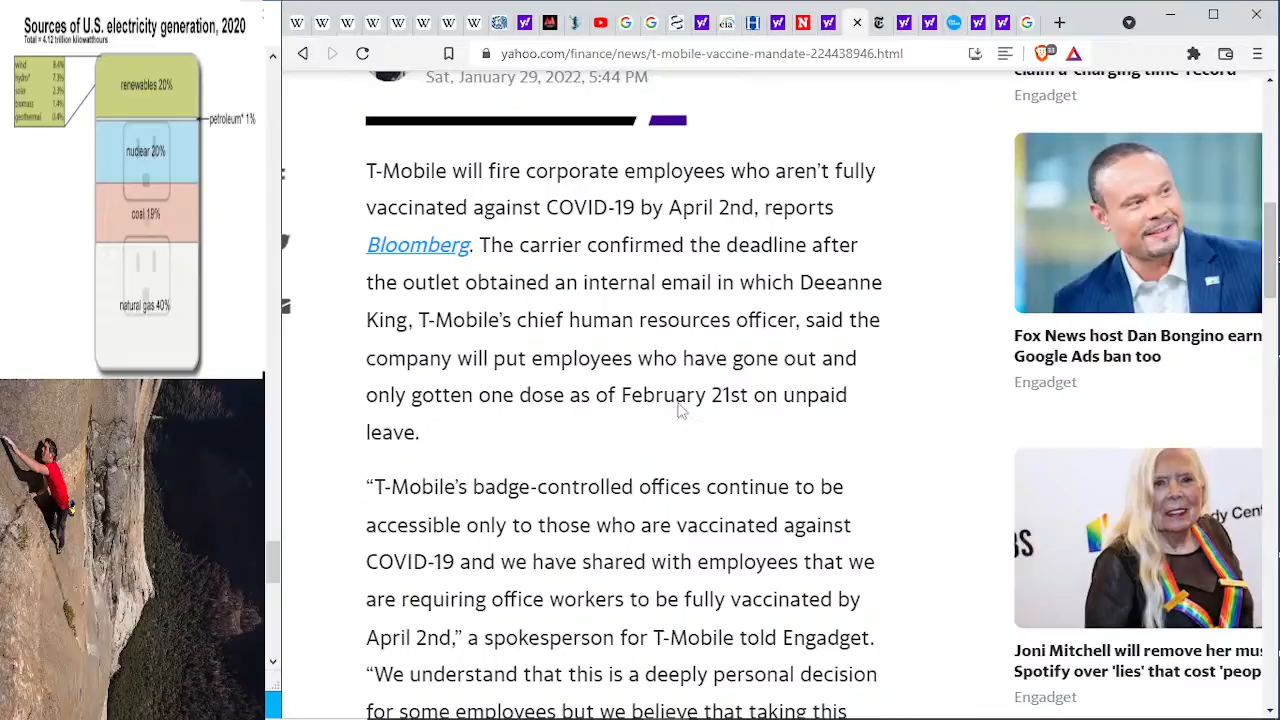 Sources of U.S. electricity generation, 2020
Total = 4.12 trillion kilowatthours
wind 8.4%
hydro* 7.3%
solar 2.3%
biomass 1.4%
geothermal 0.4%
renewables 20%
petroleum* 1%
nuclear 20%
coal 19%
natural gas 40%
yahoo.com/finance/news/t-mobile-vaccine-mandate-224438946.html
Sat, January 29, 2022, 5:44 PM
T-Mobile will fire corporate employees who aren’t fully
vaccinated against COVID-19 by April 2nd, reports
Bloomberg. The carrier confirmed the deadline after
the outlet obtained an internal email in which Deeanne
King, T-Mobile’s chief human resources officer, said the
company will put employees who have gone out and
only gotten one dose as of February 21st on unpaid
leave.
“T-Mobile’s badge-controlled offices continue to be
accessible only to those who are vaccinated against
COVID-19 and we have shared with employees that we
are requiring office workers to be fully vaccinated by
April 2nd,” a spokesperson for T-Mobile told Engadget.
“We understand that this is a deeply personal decision
for some employees but we believe that taking this
claim a 'charging time' record
Engadget
Fox News host Dan Bongino earn
Google Ads ban too
Engadget
Joni Mitchell will remove her mus
Spotify over 'lies' that cost 'peop
Engadget